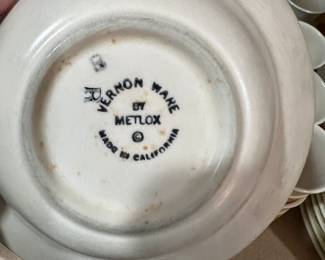 R
VERNON WARE
BY
METLOX
©
MADE IN CALIFORNIA